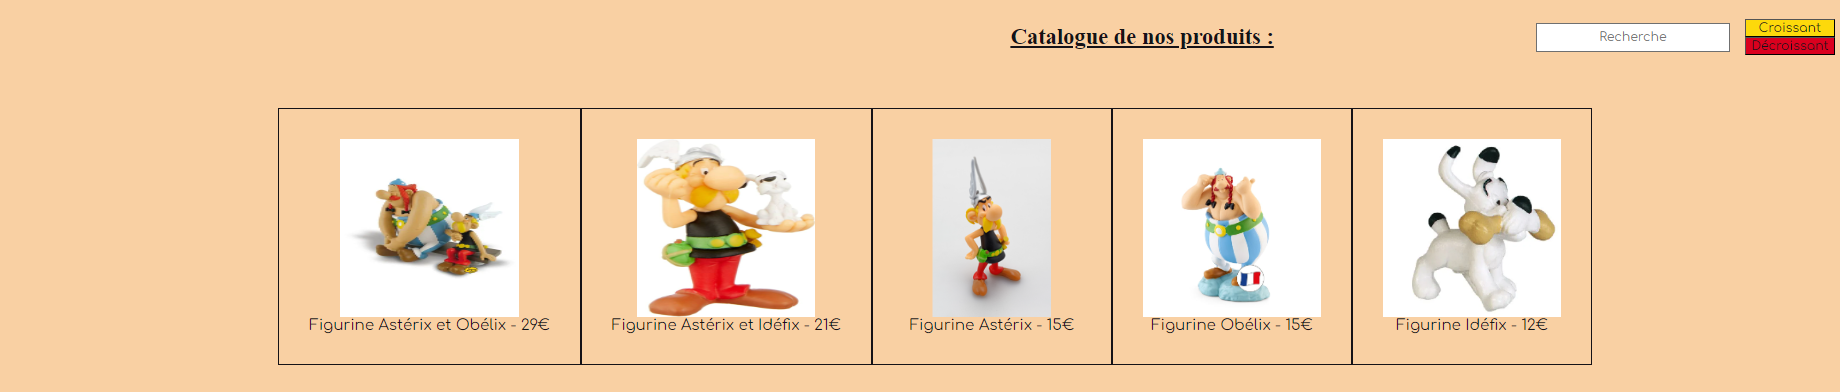 Catalogue de nos produits :
Recherche
Croissant
Décroissant
Figurine Astérix et Obélix - 29€
Figurine Astérix et Idéfix - 21€
Figurine Astérix - 15€
Figurine Obélix - 15€
Figurine Idéfix - 12€